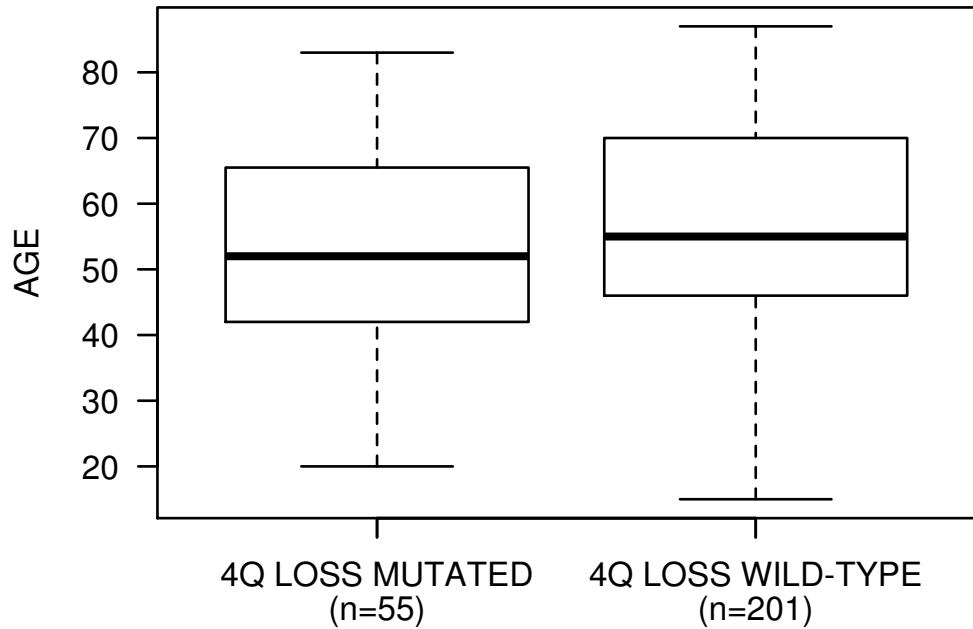 AGE
80
70
60
50
40
30
20
4Q LOSS MUTATED
(n=55)
4Q LOSS WILD-TYPE
(n=201)